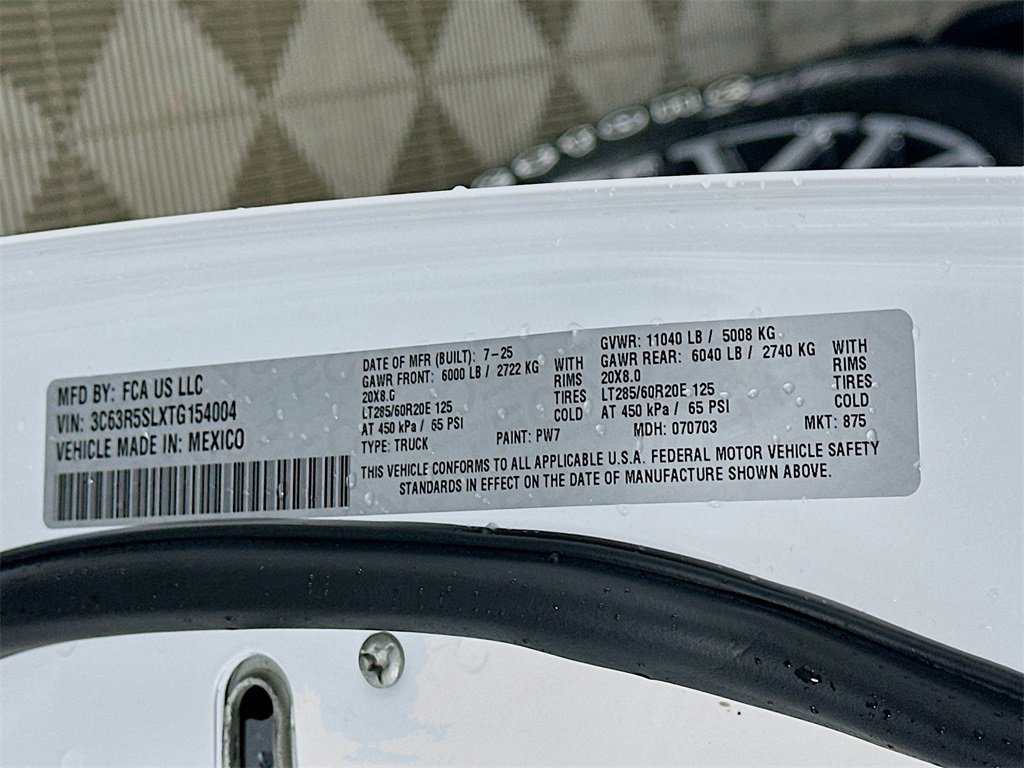 MFD BY: FCA US LLC
VIN: 3C63R5SLXTG154004
VEHICLE MADE IN: MEXICO
DATE OF MFR (BUILT): 7-25
GAWR FRONT: 6000 LB / 2722 KG WITH
20X8.0 RIMS
LT285/60R20E 125 TIRES
AT 450 kPa / 65 PSI COLD
TYPE: TRUCK PAINT: PW7
GVWR: 11040 LB / 5008 KG
GAWR REAR: 6040 LB / 2740 KG WITH
20X8.0 RIMS
LT285/60R20E 125 TIRES
AT 450 kPa / 65 PSI COLD
MDH: 070703 MKT: 875
THIS VEHICLE CONFORMS TO ALL APPLICABLE U.S.A. FEDERAL MOTOR VEHICLE SAFETY
STANDARDS IN EFFECT ON THE DATE OF MANUFACTURE SHOWN ABOVE.